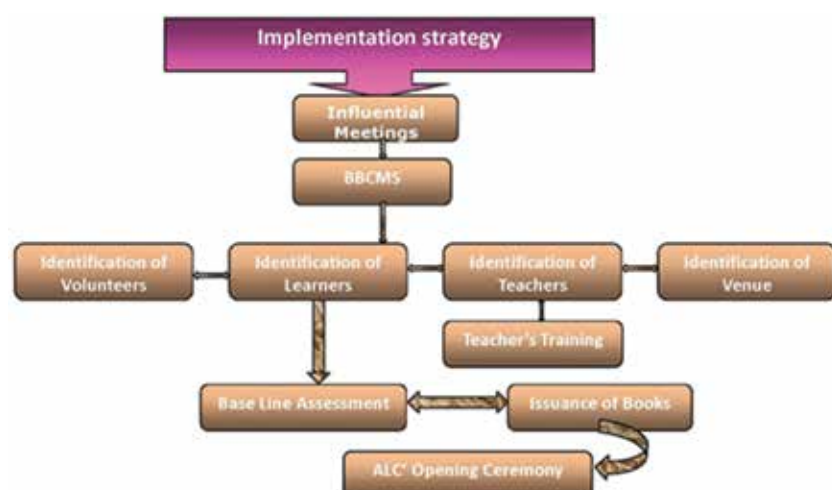 Implementation strategy
Influential
Meetings
BBCMS
Identification of
Volunteers
Identification of
Learners
Identification of
Teachers
Identification of
Venue
Teacher's Training
Base Line Assessment
Issuance of Books
ALC' Opening Ceremony